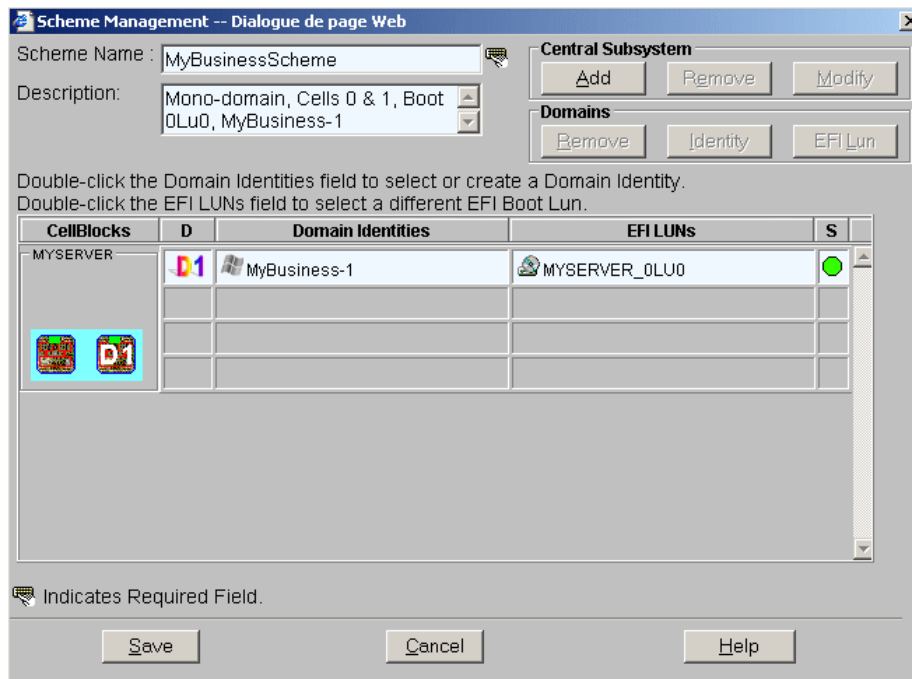 Scheme Management -- Dialogue de page Web
Scheme Name : MyBusinessScheme
Description: Mono-domain, Cells 0 & 1, Boot
0Lu0, MyBusiness-1
Central Subsystem
Add Remove Modify
Domains
Remove Identity EFI Lun
Double-click the Domain Identities field to select or create a Domain Identity.
Double-click the EFI LUNs field to select a different EFI Boot Lun.
CellBlocks D Domain Identities EFI LUNs S
MYSERVER D1 MyBusiness-1 MYSERVER_0LU0
D1
Indicates Required Field.
Save Cancel Help